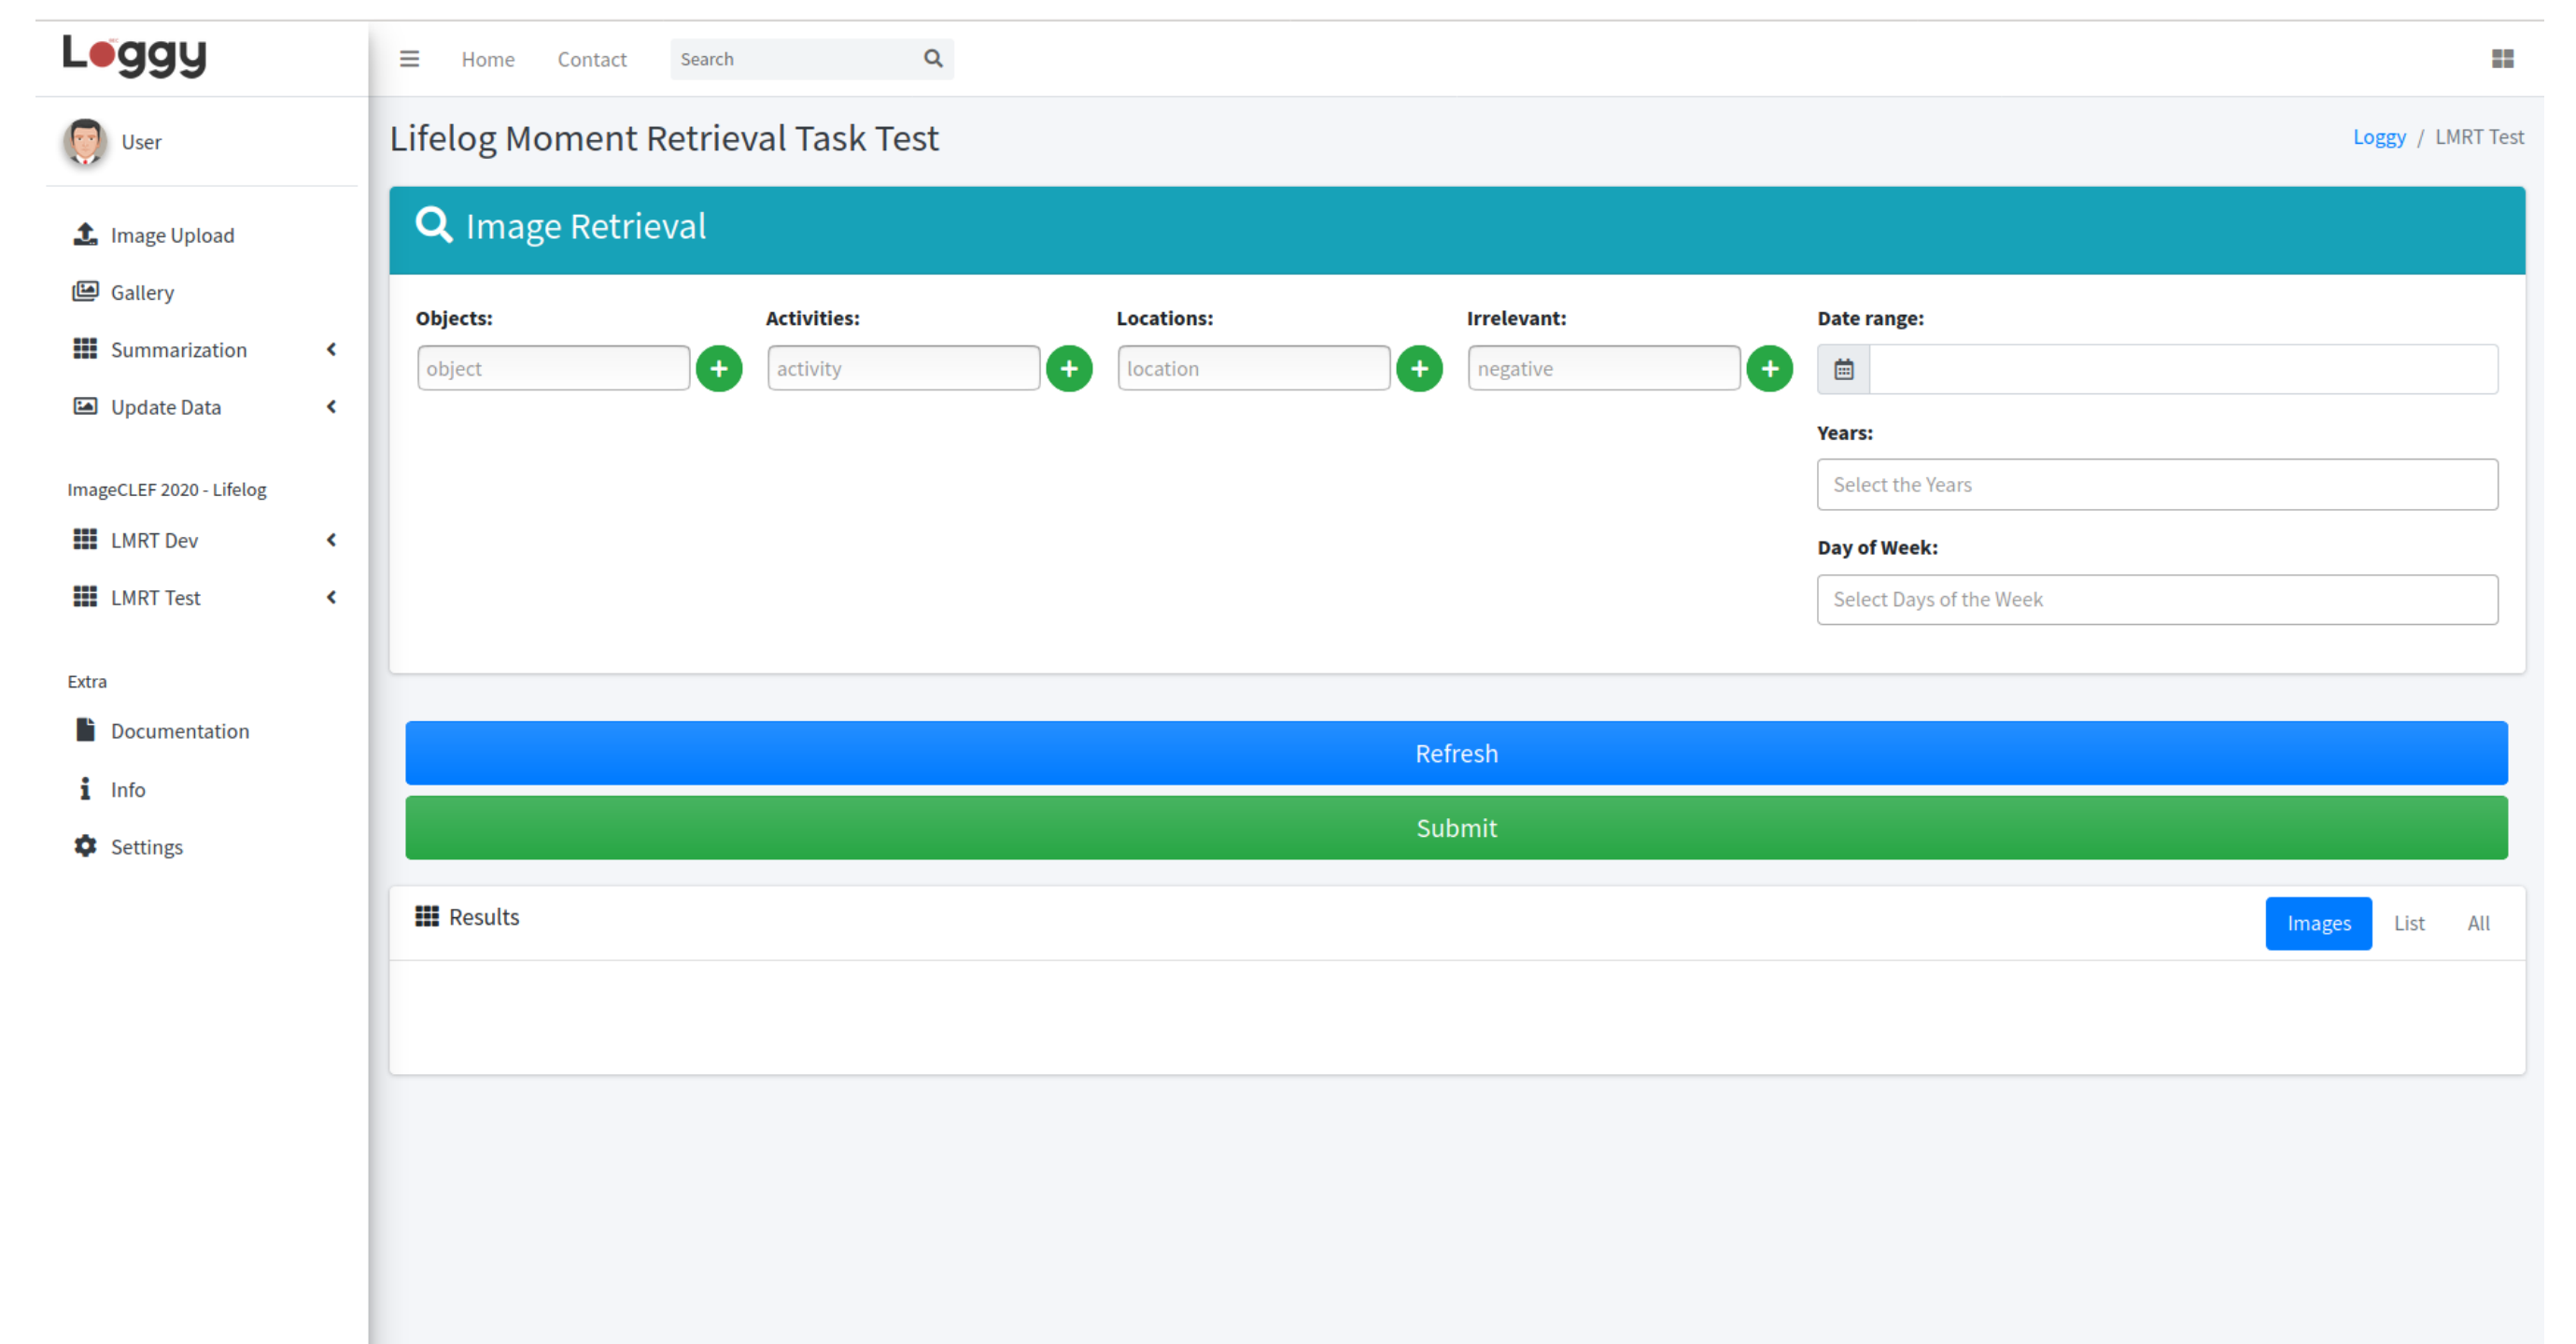 Loggy
Home Contact Search
User
Lifelog Moment Retrieval Task Test
Loggy / LMRT Test
Image Upload
Gallery
Summarization
Update Data
ImageCLEF 2020 - Lifelog
LMRT Dev
LMRT Test
Extra
Documentation
Info
Settings
Image Retrieval
Objects: Activities: Locations: Irrelevant: Date range:
object activity location negative
Years:
Select the Years
Day of Week:
Select Days of the Week
Refresh
Submit
Results
Images List All